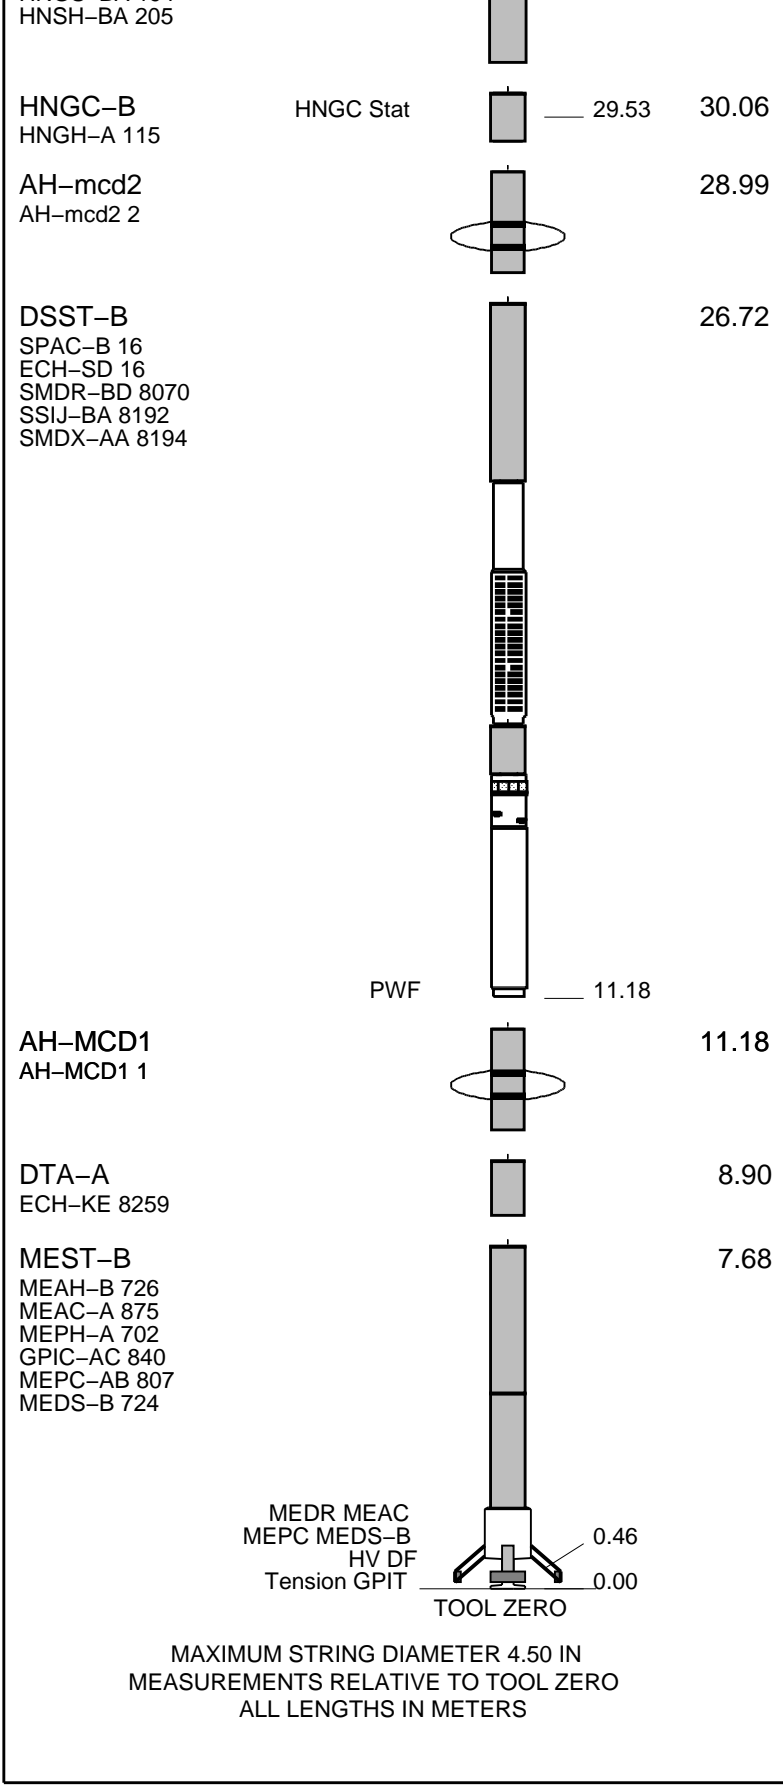 HNSH−BA 205
HNGC−B HNGC Stat 29.53 30.06
HNGH−A 115
AH−mcd2 28.99
AH−mcd2 2
DSST−B 26.72
SPAC−B 16
ECH−SD 16
SMDR−BD 8070
SSIJ−BA 8192
SMDX−AA 8194
PWF 11.18
AH−MCD1 11.18
AH−MCD1 1
DTA−A 8.90
ECH−KE 8259
MEST−B 7.68
MEAH−B 726
MEAC−A 875
MEPH−A 702
GPIC−AC 840
MEPC−AB 807
MEDS−B 724
MEDR MEAC
MEPC MEDS−B 0.46
HV DF
Tension GPIT 0.00
TOOL ZERO
MAXIMUM STRING DIAMETER 4.50 IN
MEASUREMENTS RELATIVE TO TOOL ZERO
ALL LENGTHS IN METERS